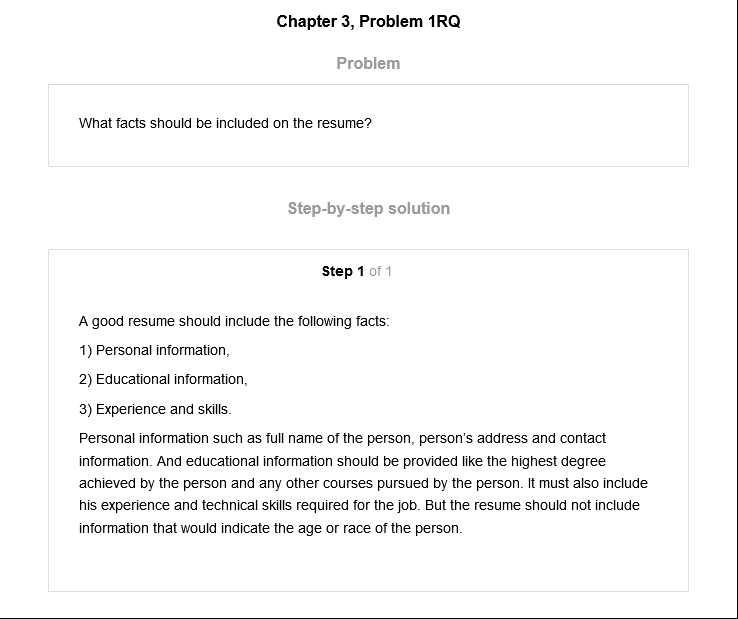 Chapter 3, Problem 1RQ
Problem
What facts should be included on the resume?
Step-by-step solution
Step 1 of 1
A good resume should include the following facts:
1) Personal information,
2) Educational information,
3) Experience and skills.
Personal information such as full name of the person, person's address and contact
information. And educational information should be provided like the highest degree
achieved by the person and any other courses pursued by the person. It must also include
his experience and technical skills required for the job. But the resume should not include
information that would indicate the age or race of the person.